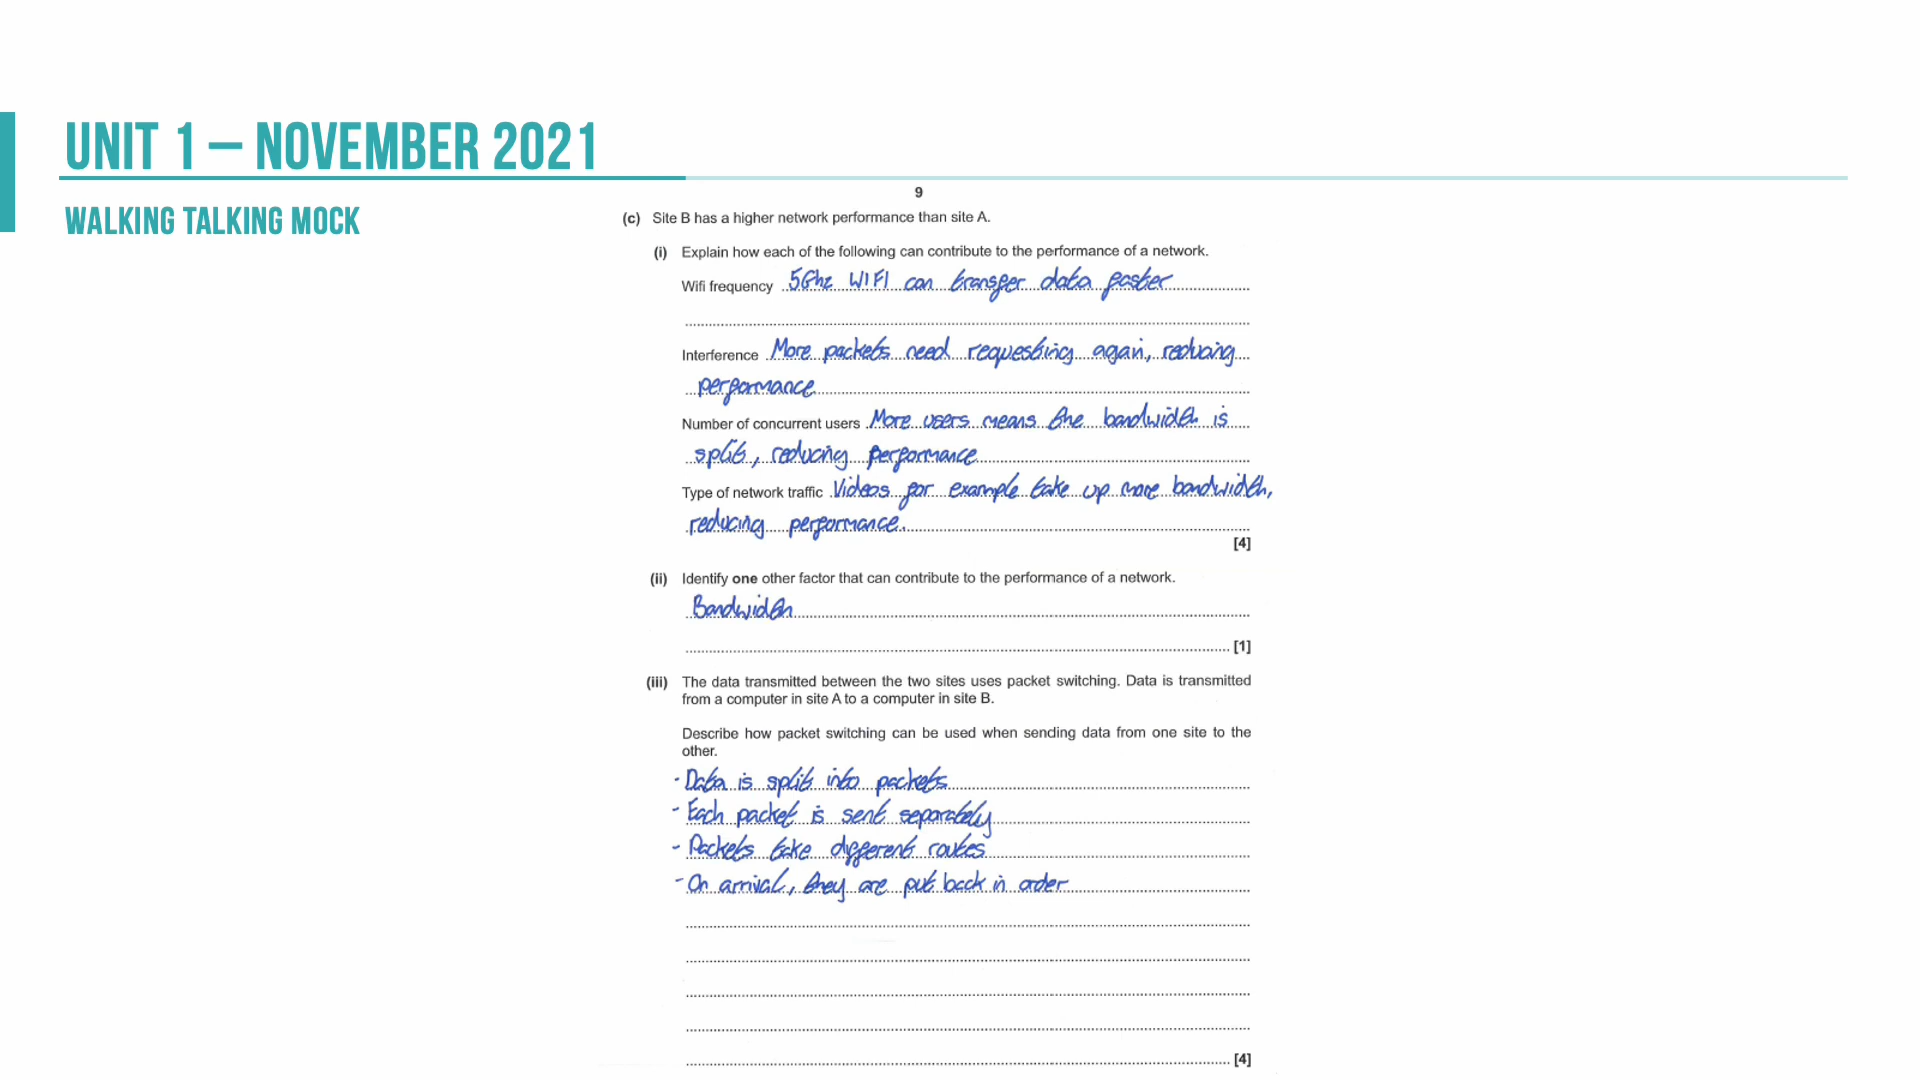 UNIT 1 – NOVEMBER 2021
WALKING TALKING MOCK
9
(c) Site B has a higher network performance than site A.
(i) Explain how each of the following can contribute to the performance of a network.
Wifi frequency 5Ghz WIFI can transfer data faster
Interference More packets need requesting again, reducing
performance
Number of concurrent users More users means the bandwidth is
split, reducing performance
Type of network traffic Videos for example take up more bandwidth,
reducing performance.
[4]
(ii) Identify one other factor that can contribute to the performance of a network.
Bandwidth
[1]
(iii) The data transmitted between the two sites uses packet switching. Data is transmitted
from a computer in site A to a computer in site B.
Describe how packet switching can be used when sending data from one site to the
other.
- Data is split into packets
- Each packet is sent separately
- Packets take different routes
- On arrival, they are put back in order
[4]